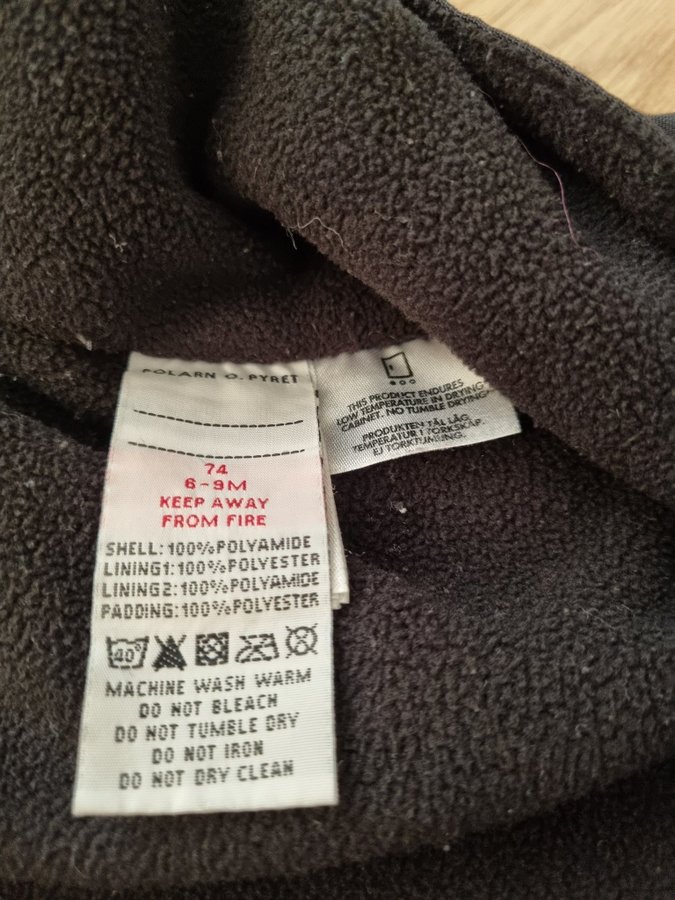 POLARN O. PYRET
74
6-9M
KEEP AWAY
FROM FIRE
SHELL:100%POLYAMIDE
LINING1:100%POLYESTER
LINING2:100%POLYAMIDE
PADDING:100%POLYESTER
40°
MACHINE WASH WARM
DO NOT BLEACH
DO NOT TUMBLE DRY
DO NOT IRON
DO NOT DRY CLEAN
THIS PRODUCT ENDURES
LOW TEMPERATURE IN DRYING
CABINET. NO TUMBLE DRYING
PRODUKTEN TÅL LÅG
TEMPERATUR I TORKSKÅP.
EJ TORKTUMLING.